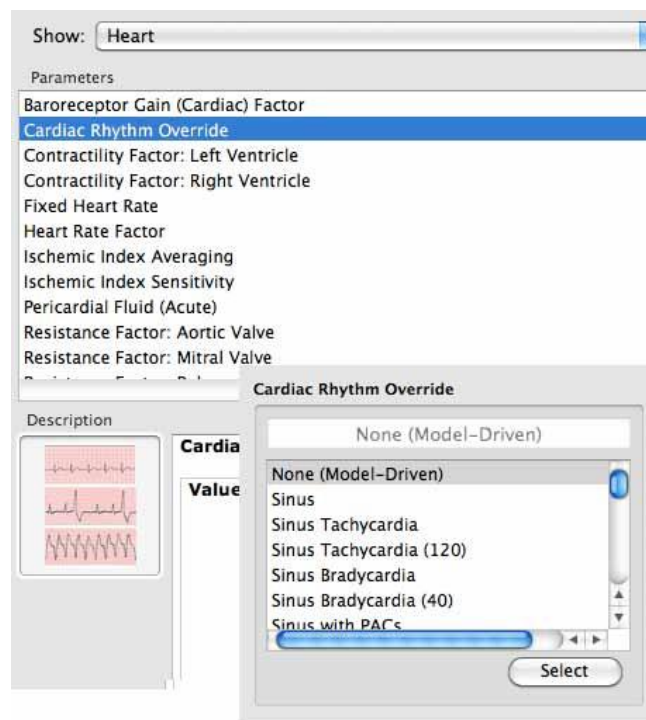 Show: Heart
Parameters
Baroreceptor Gain (Cardiac) Factor
Cardiac Rhythm Override
Contractility Factor: Left Ventricle
Contractility Factor: Right Ventricle
Fixed Heart Rate
Heart Rate Factor
Ischemic Index Averaging
Ischemic Index Sensitivity
Pericardial Fluid (Acute)
Resistance Factor: Aortic Valve
Resistance Factor: Mitral Valve
Cardiac Rhythm Override
None (Model-Driven)
None (Model-Driven)
Sinus
Sinus Tachycardia
Sinus Tachycardia (120)
Sinus Bradycardia
Sinus Bradycardia (40)
Sinus with PACs
Select
Description
Cardia
Value